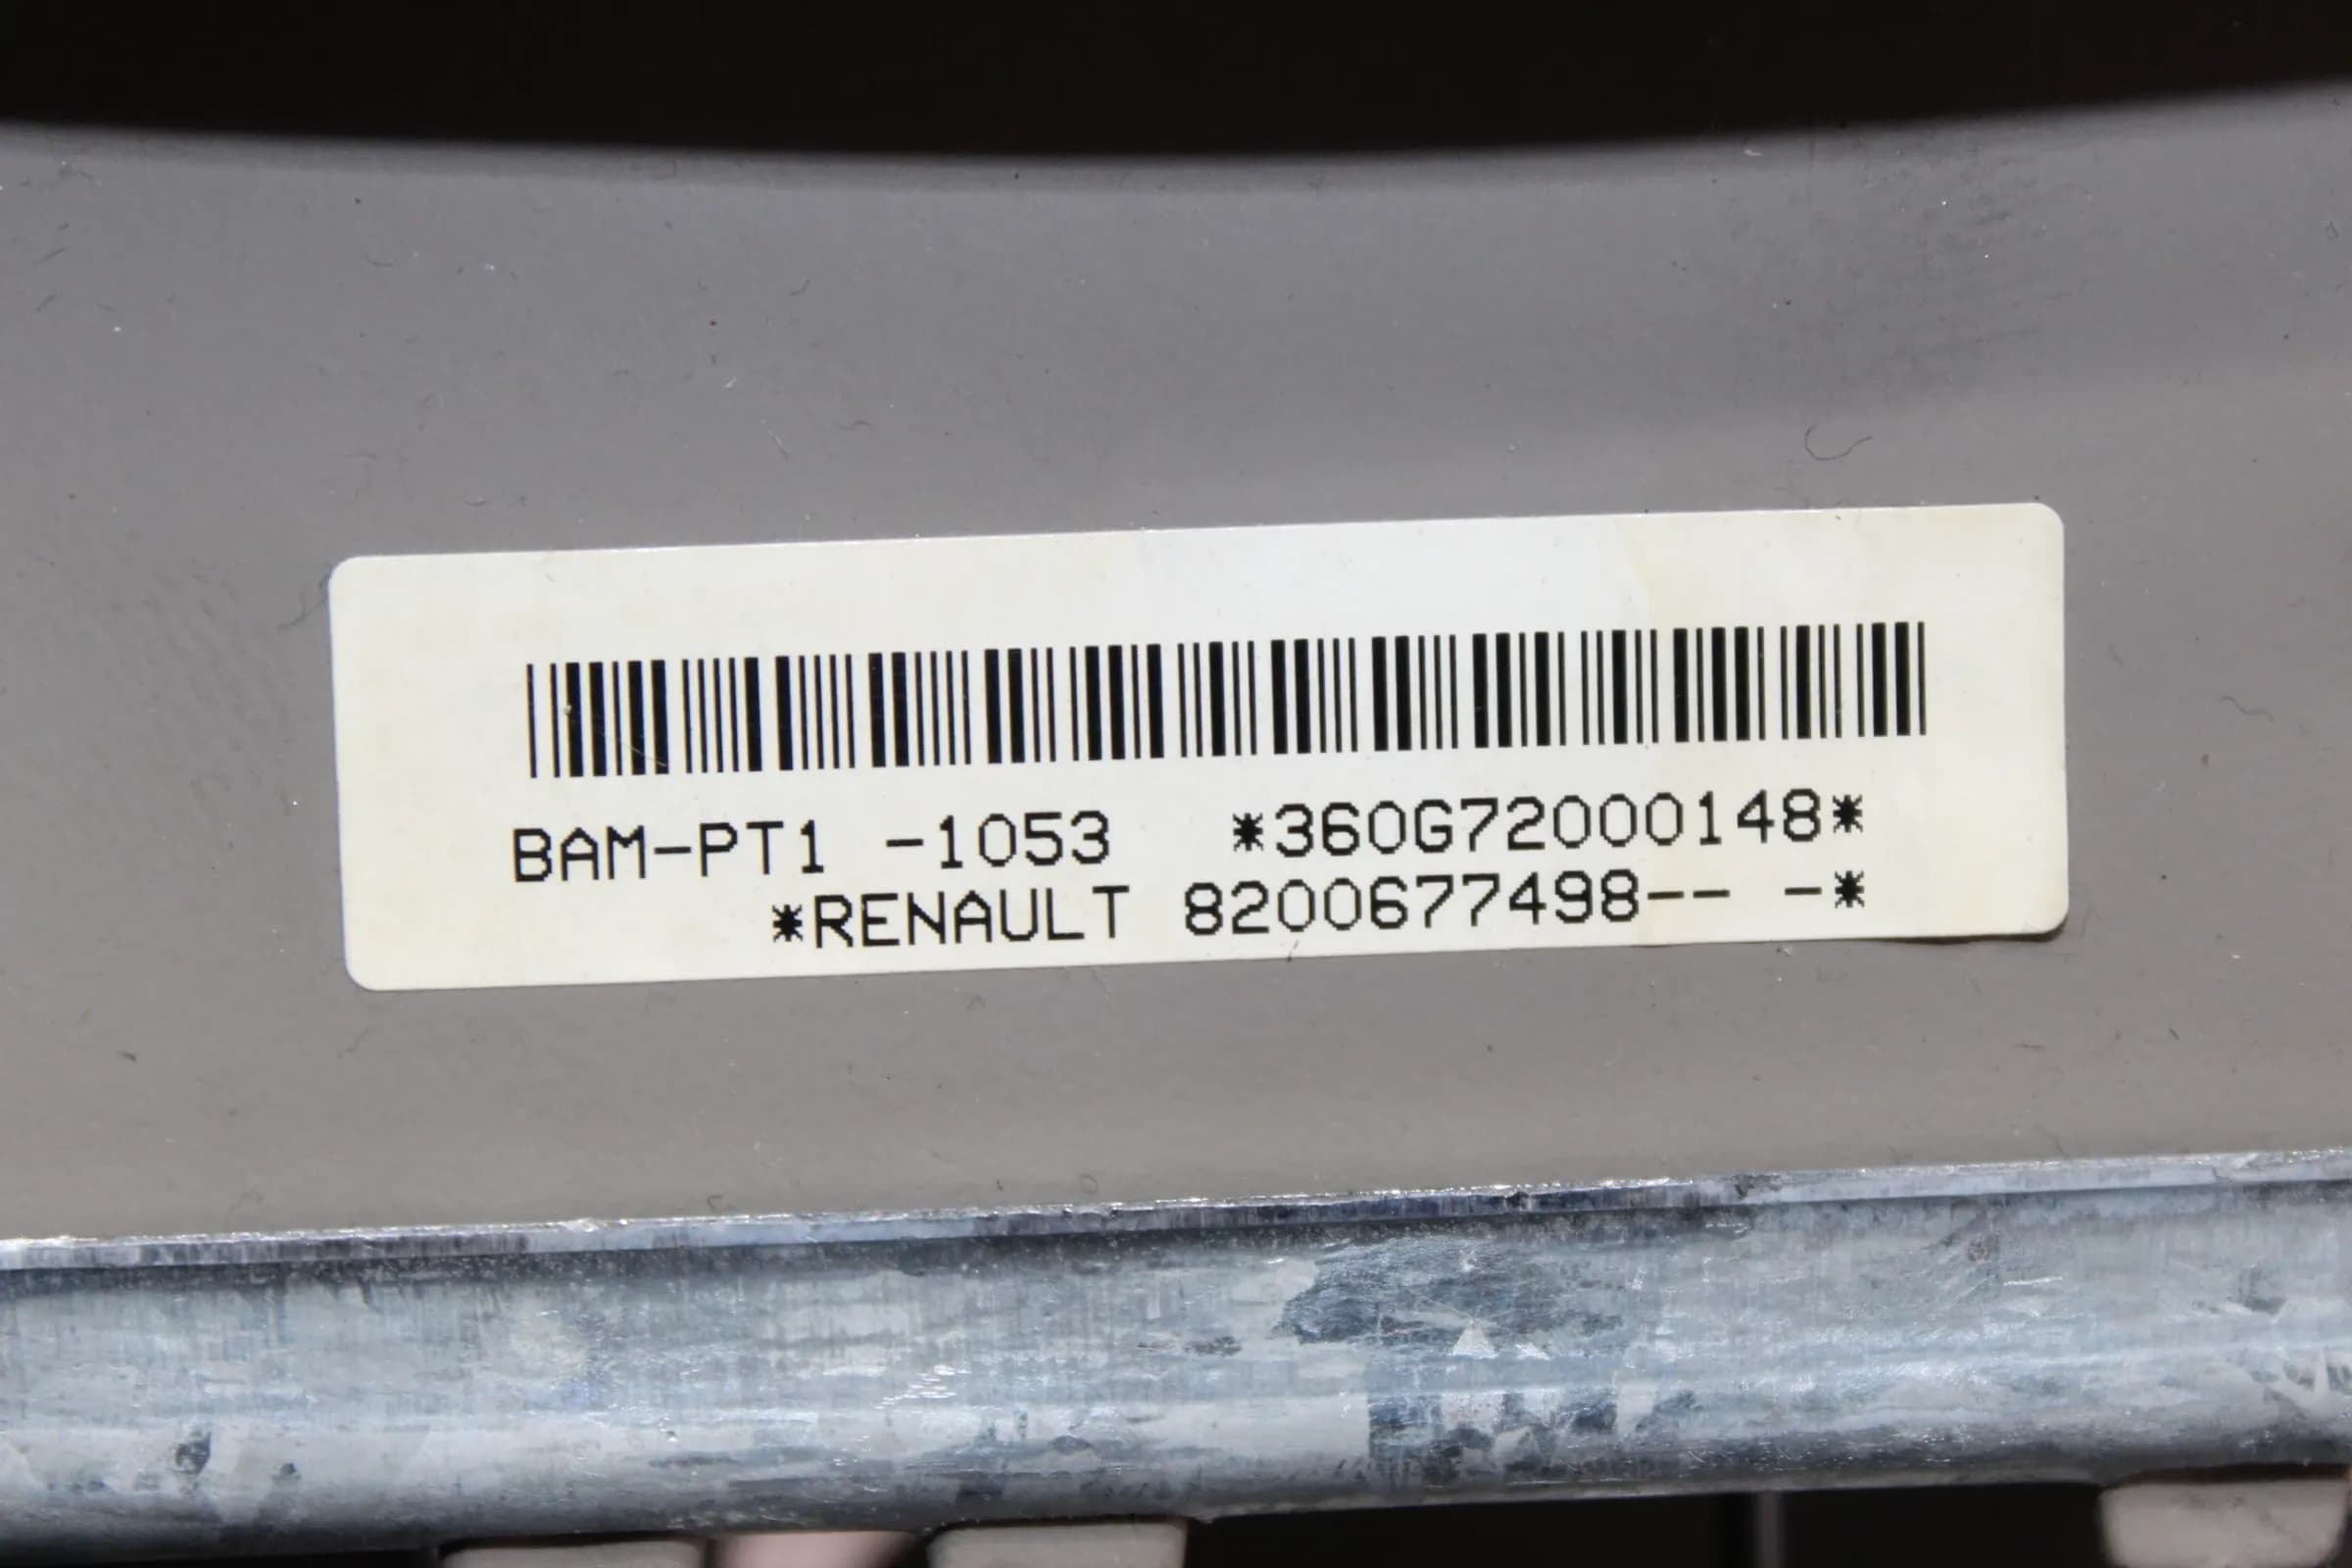 BAM-PT1 -1053 *360G72000148*
*RENAULT 8200677498-- -*